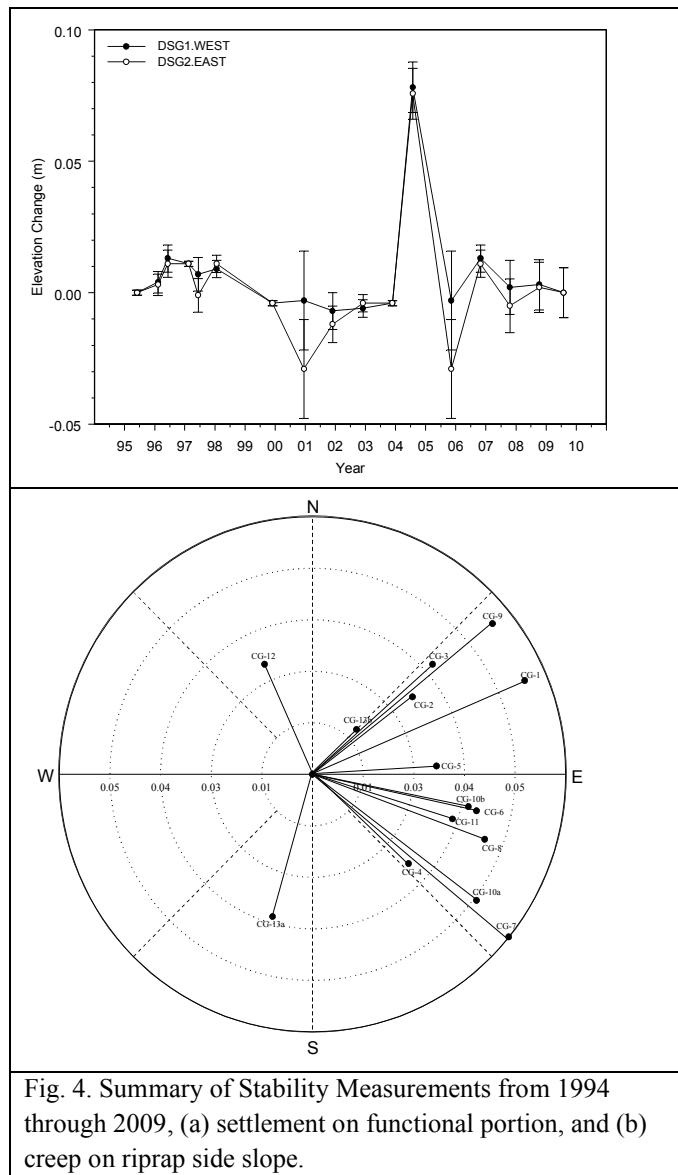 0.10
DSG1.WEST
DSG2.EAST
0.05
0.00
-0.05
Elevation Change (m)
95 96 97 98 99 00 01 02 03 04 05 06 07 08 09 10
Year
N
CG-9
CG-12
CG-3
CG-1
CG-2
CG-13b
CG-5
W
E
0.05 0.04 0.03 0.01 0.01 0.03 0.04 0.05
CG-10b
CG-6
CG-11
CG-8
CG-4
CG-10a
CG-13a
CG-7
S
Fig. 4. Summary of Stability Measurements from 1994
through 2009, (a) settlement on functional portion, and (b)
creep on riprap side slope.